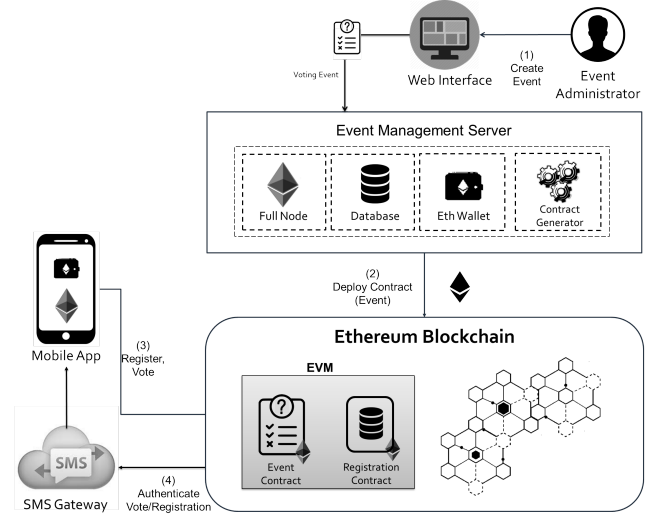 (1)
Create
Event
Web Interface
Event
Administrator
Voting Event
Event Management Server
Full Node
Database
Eth Wallet
Contract
Generator
(2)
Deploy Contract
(Event)
Mobile App
(3)
Register,
Vote
Ethereum Blockchain
EVM
?
Event
Contract
Registration
Contract
SMS
SMS Gateway
(4)
Authenticate
Vote/Registration